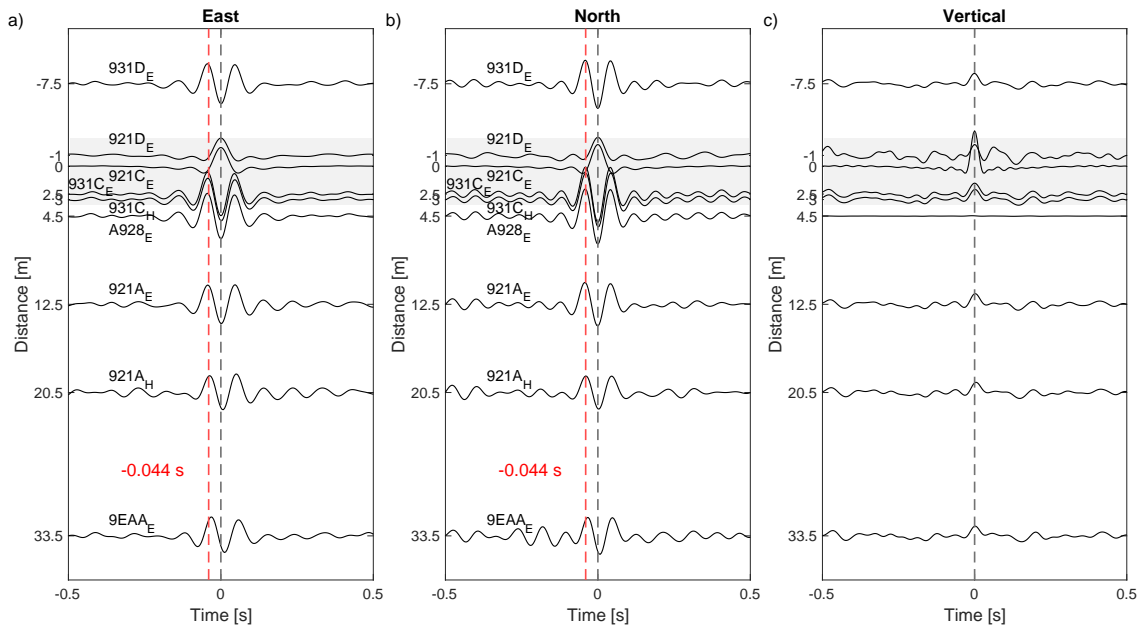 a)
East
931D_E
921D_E
921C_E
931C_E
931C_H
A928_E
921A_E
921A_H
-0.044 s
9EAA_E
-7.5
-1
0
2.5
3
4.5
12.5
20.5
33.5
Distance [m]
-0.5
0
0.5
Time [s]
b)
North
931D_E
921D_E
921C_E
931C_E
931C_H
A928_E
921A_E
921A_H
-0.044 s
9EAA_E
-7.5
-1
0
2.5
3
4.5
12.5
20.5
33.5
Distance [m]
-0.5
0
0.5
Time [s]
c)
Vertical
-7.5
-1
0
2.5
3
4.5
12.5
20.5
33.5
Distance [m]
-0.5
0
0.5
Time [s]